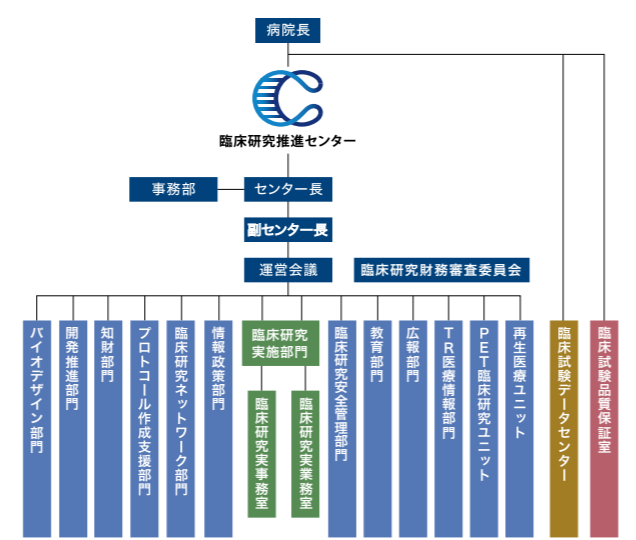 病院長
臨床研究推進センター
事務部
センター長
副センター長
運営会議
臨床研究財務審査委員会
バイオデザイン部門
開発推進部門
知財部門
プロトコール作成支援部門
臨床研究ネットワーク部門
情報政策部門
臨床研究
実施部門
臨床研究実事務室
臨床研究実業務室
臨床研究安全管理部門
教育部門
広報部門
TR医療情報部門
PET臨床研究ユニット
再生医療ユニット
臨床試験データセンター
臨床試験品質保証室